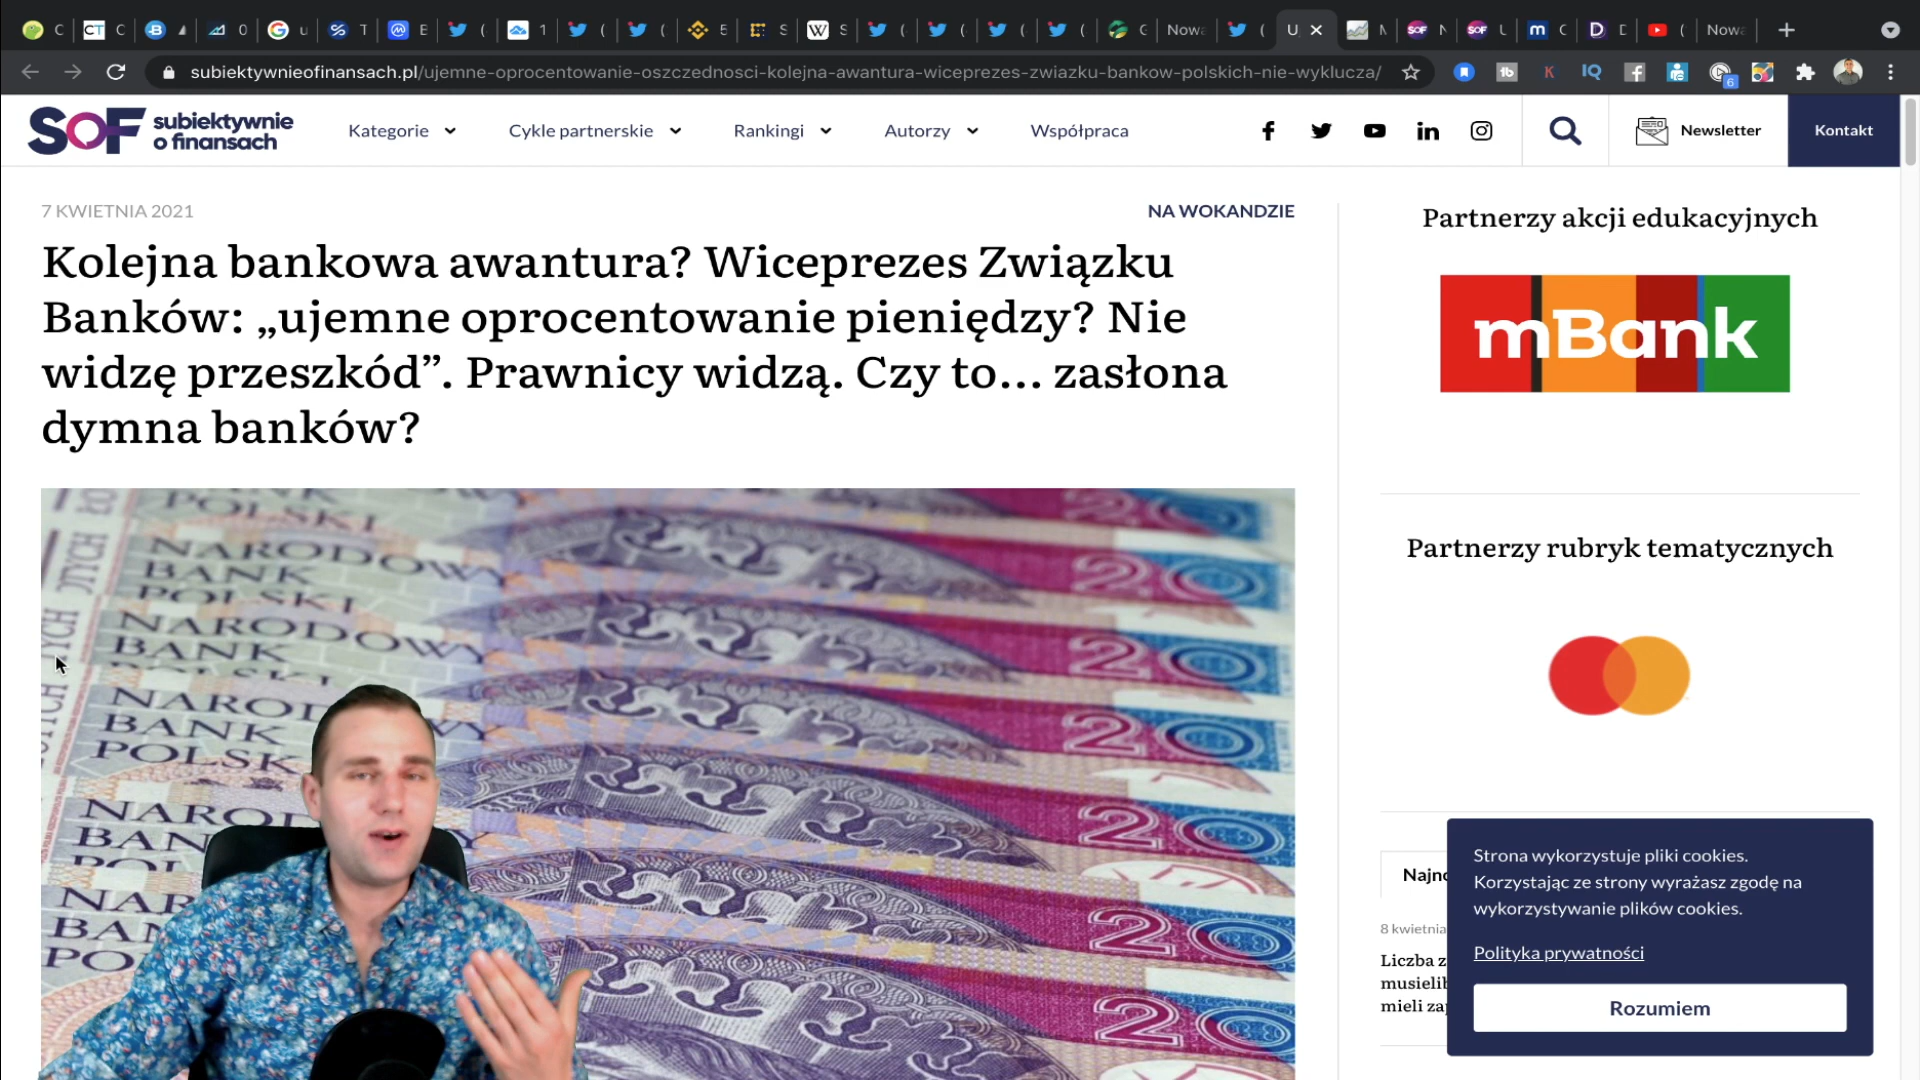 subiektywnieofinansach.pl/ujemne-oprocentowanie-oszczednosci-kolejna-awantura-wiceprezes-zwiazku-bankow-polskich-nie-wyklucza/
SOF subiektywnie
o finansach
Kategorie
Cykle partnerskie
Rankingi
Autorzy
Współpraca
Newsletter
Kontakt
7 KWIETNIA 2021
NA WOKANDZIE
Kolejna bankowa awantura? Wiceprezes Związku
Banków: „ujemne oprocentowanie pieniędzy? Nie
widzę przeszkód”. Prawnicy widzą. Czy to… zasłona
dymna banków?
Partnerzy akcji edukacyjnych
mBank
Partnerzy rubryk tematycznych
NARODOWY
BANK
POLSKI
20
8 kwietnia
Liczba z
Strona wykorzystuje pliki cookies.
Korzystając ze strony wyrażasz zgodę na
wykorzystywanie plików cookies.
Polityka prywatności
Rozumiem